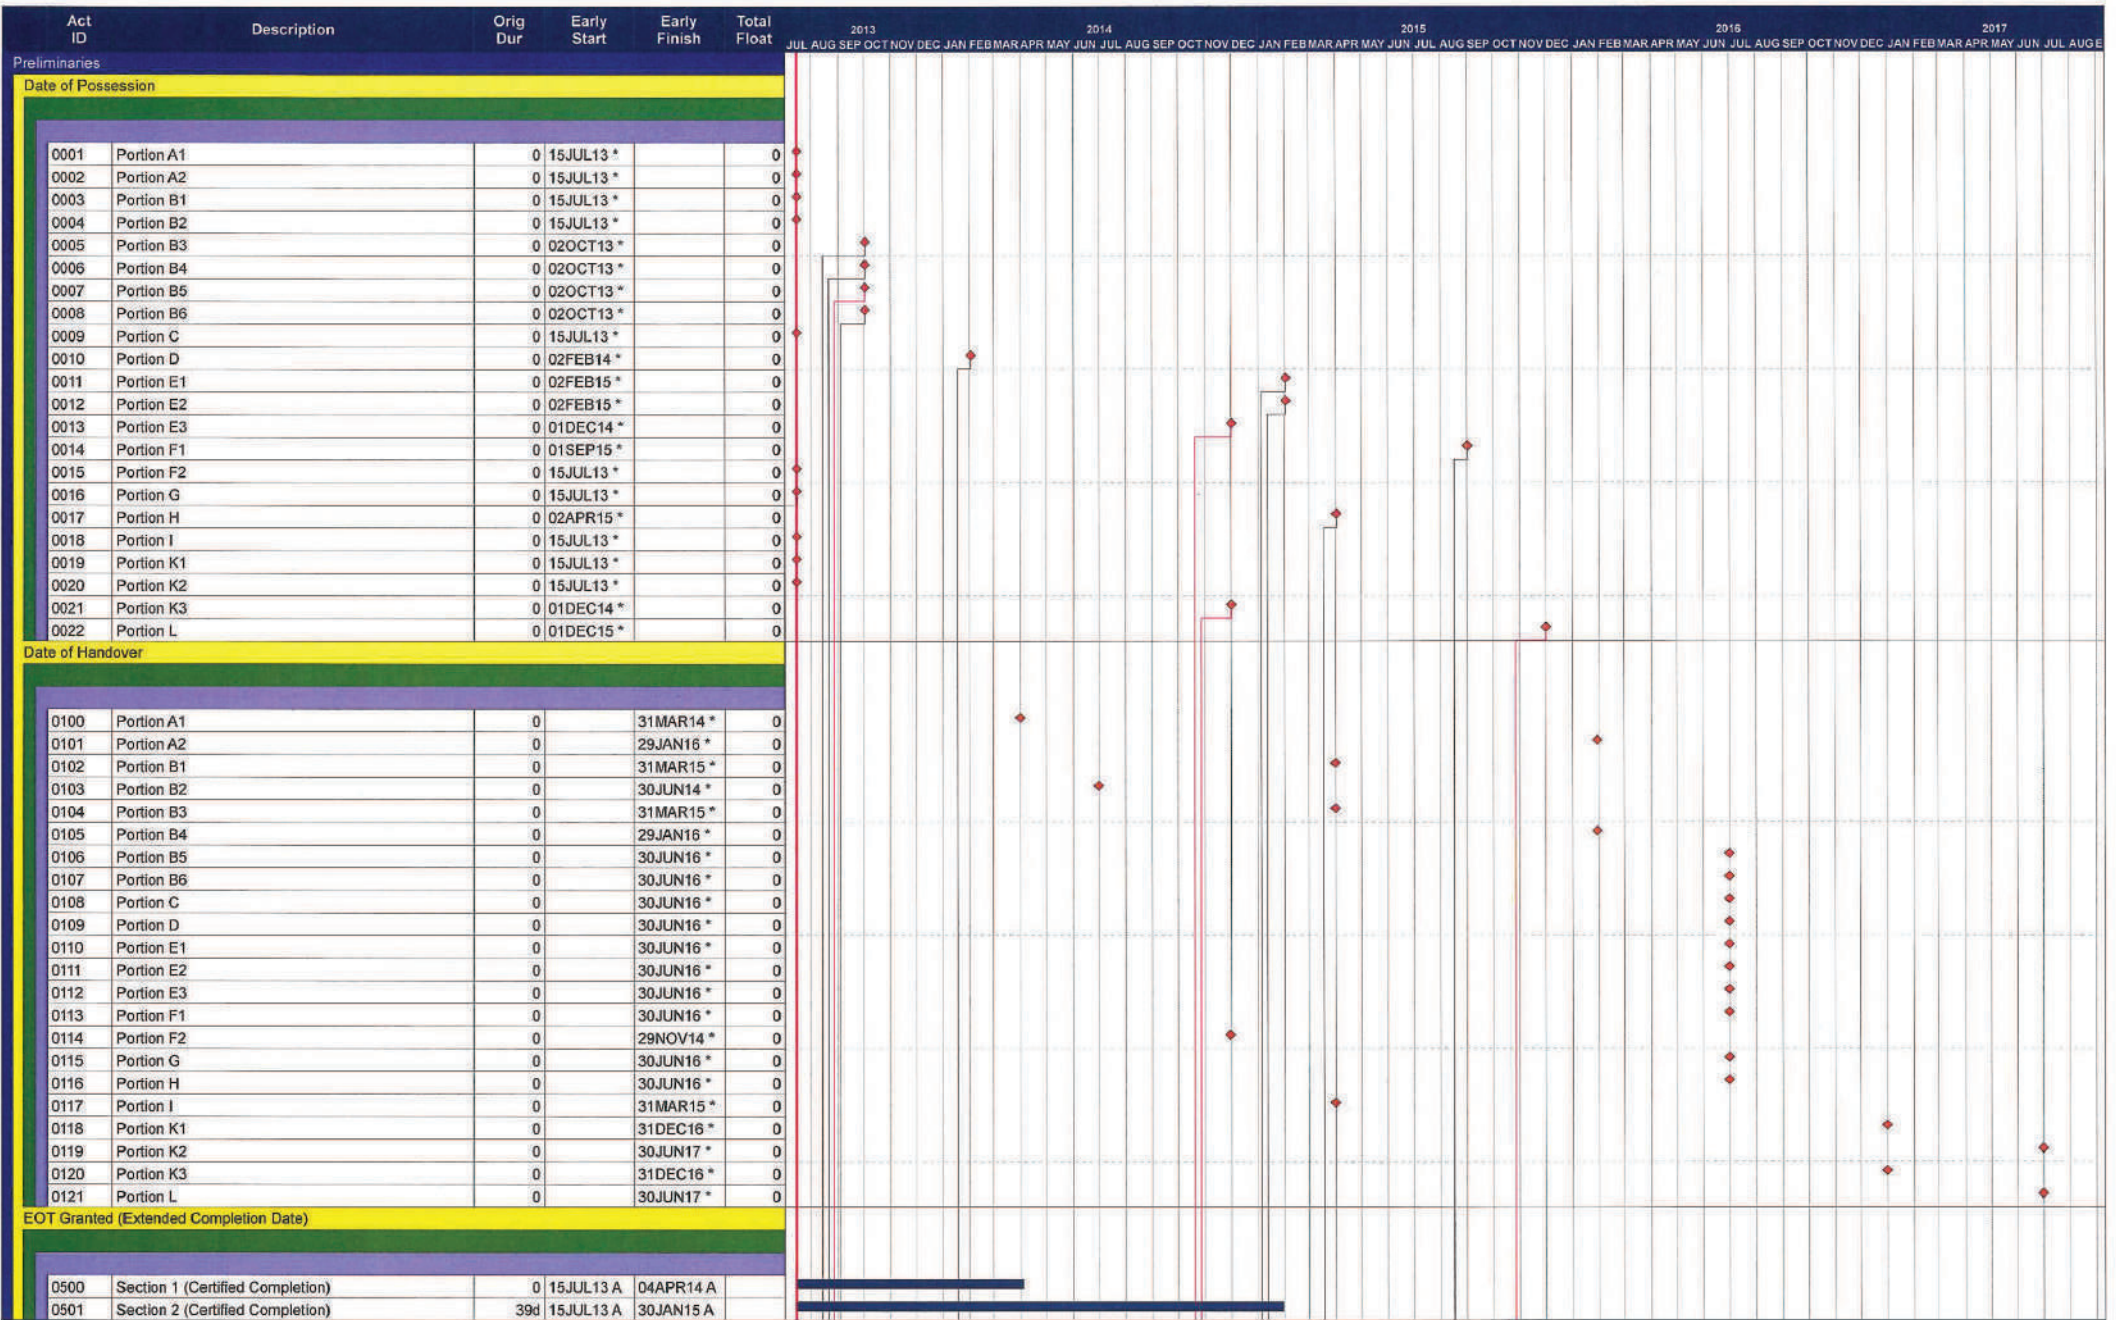 Act ID Description Orig Dur Early Start Early Finish Total Float
2013 2014 2015 2016 2017
JUL AUG SEP OCT NOV DEC JAN FEB MAR APR MAY JUN JUL AUG SEP OCT NOV DEC JAN FEB MAR APR MAY JUN JUL AUG SEP OCT NOV DEC JAN FEB MAR APR MAY JUN JUL AUG SEP OCT NOV DEC JAN FEB MAR APR MAY JUN JUL AUG E
Preliminaries
Date of Possession
0001 Portion A1 0 15JUL13 * 0
0002 Portion A2 0 15JUL13 * 0
0003 Portion B1 0 15JUL13 * 0
0004 Portion B2 0 15JUL13 * 0
0005 Portion B3 0 02OCT13 * 0
0006 Portion B4 0 02OCT13 * 0
0007 Portion B5 0 02OCT13 * 0
0008 Portion B6 0 02OCT13 * 0
0009 Portion C 0 15JUL13 * 0
0010 Portion D 0 02FEB14 * 0
0011 Portion E1 0 02FEB15 * 0
0012 Portion E2 0 02FEB15 * 0
0013 Portion E3 0 01DEC14 * 0
0014 Portion F1 0 01SEP15 * 0
0015 Portion F2 0 15JUL13 * 0
0016 Portion G 0 15JUL13 * 0
0017 Portion H 0 02APR15 * 0
0018 Portion I 0 15JUL13 * 0
0019 Portion K1 0 15JUL13 * 0
0020 Portion K2 0 15JUL13 * 0
0021 Portion K3 0 01DEC14 * 0
0022 Portion L 0 01DEC15 * 0
Date of Handover
0100 Portion A1 0 31MAR14 * 0
0101 Portion A2 0 29JAN16 * 0
0102 Portion B1 0 31MAR15 * 0
0103 Portion B2 0 30JUN14 * 0
0104 Portion B3 0 31MAR15 * 0
0105 Portion B4 0 29JAN16 * 0
0106 Portion B5 0 30JUN16 * 0
0107 Portion B6 0 30JUN16 * 0
0108 Portion C 0 30JUN16 * 0
0109 Portion D 0 30JUN16 * 0
0110 Portion E1 0 30JUN16 * 0
0111 Portion E2 0 30JUN16 * 0
0112 Portion E3 0 30JUN16 * 0
0113 Portion F1 0 30JUN16 * 0
0114 Portion F2 0 29NOV14 * 0
0115 Portion G 0 30JUN16 * 0
0116 Portion H 0 30JUN16 * 0
0117 Portion I 0 31MAR15 * 0
0118 Portion K1 0 31DEC16 * 0
0119 Portion K2 0 30JUN17 * 0
0120 Portion K3 0 31DEC16 * 0
0121 Portion L 0 30JUN17 * 0
EOT Granted (Extended Completion Date)
0500 Section 1 (Certified Completion) 0 15JUL13 A 04APR14 A
0501 Section 2 (Certified Completion) 39d 15JUL13 A 30JAN15 A